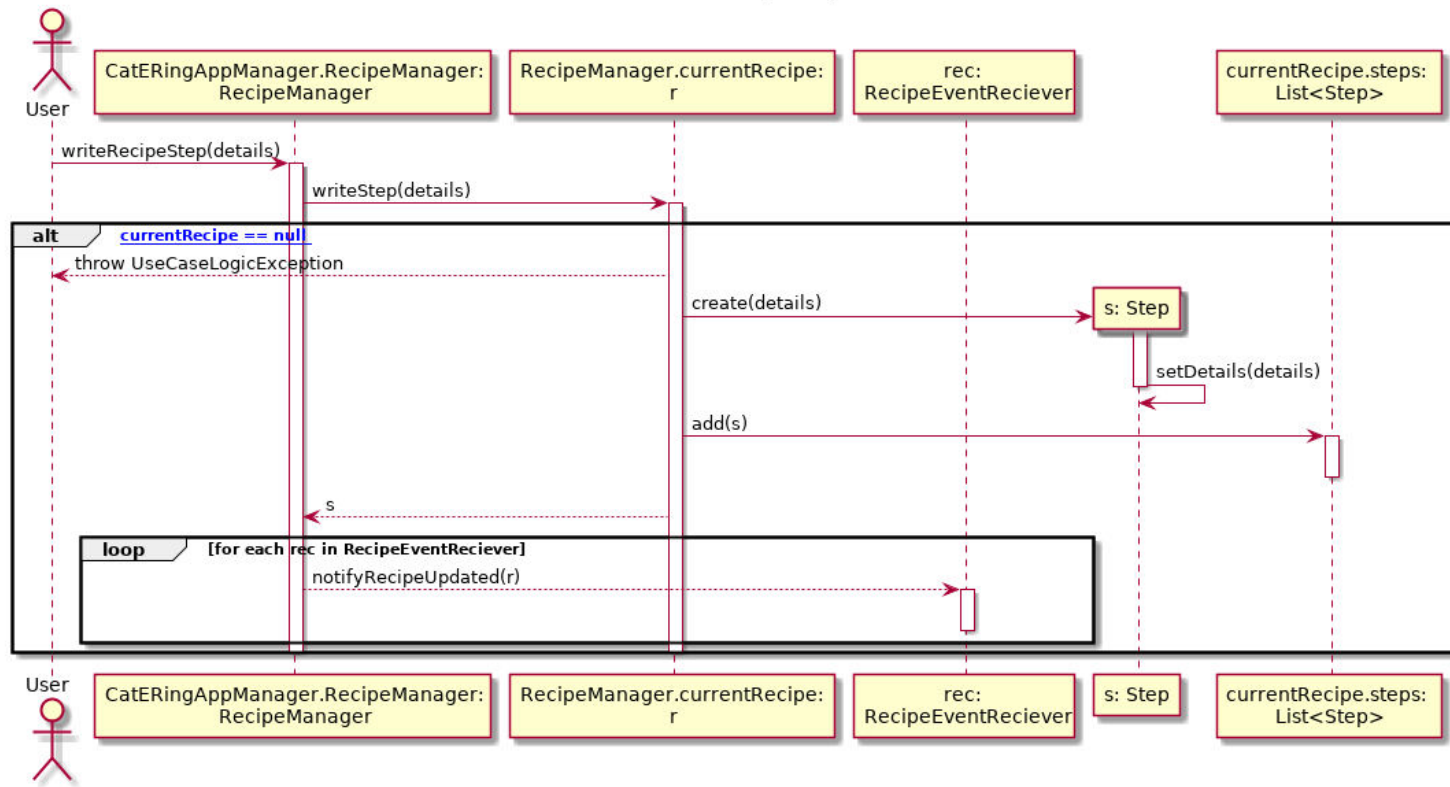 User
CatERingAppManager.RecipeManager:
RecipeManager
RecipeManager.currentRecipe:
r
rec:
RecipeEventReciever
currentRecipe.steps:
List<Step>
writeRecipeStep(details)
writeStep(details)
alt
currentRecipe == null
throw UseCaseLogicException
create(details)
s: Step
setDetails(details)
add(s)
s
loop
[for each rec in RecipeEventReciever]
notifyRecipeUpdated(r)
User
CatERingAppManager.RecipeManager:
RecipeManager
RecipeManager.currentRecipe:
r
rec:
RecipeEventReciever
s: Step
currentRecipe.steps:
List<Step>